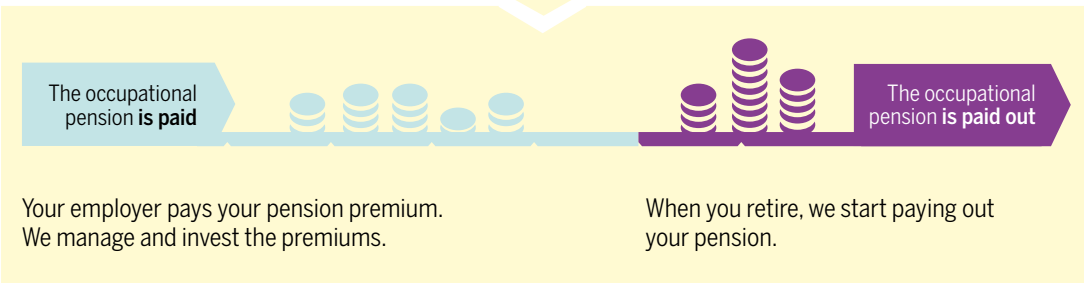 The occupational
pension is paid
The occupational
pension is paid out
Your employer pays your pension premium.
We manage and invest the premiums.
When you retire, we start paying out
your pension.